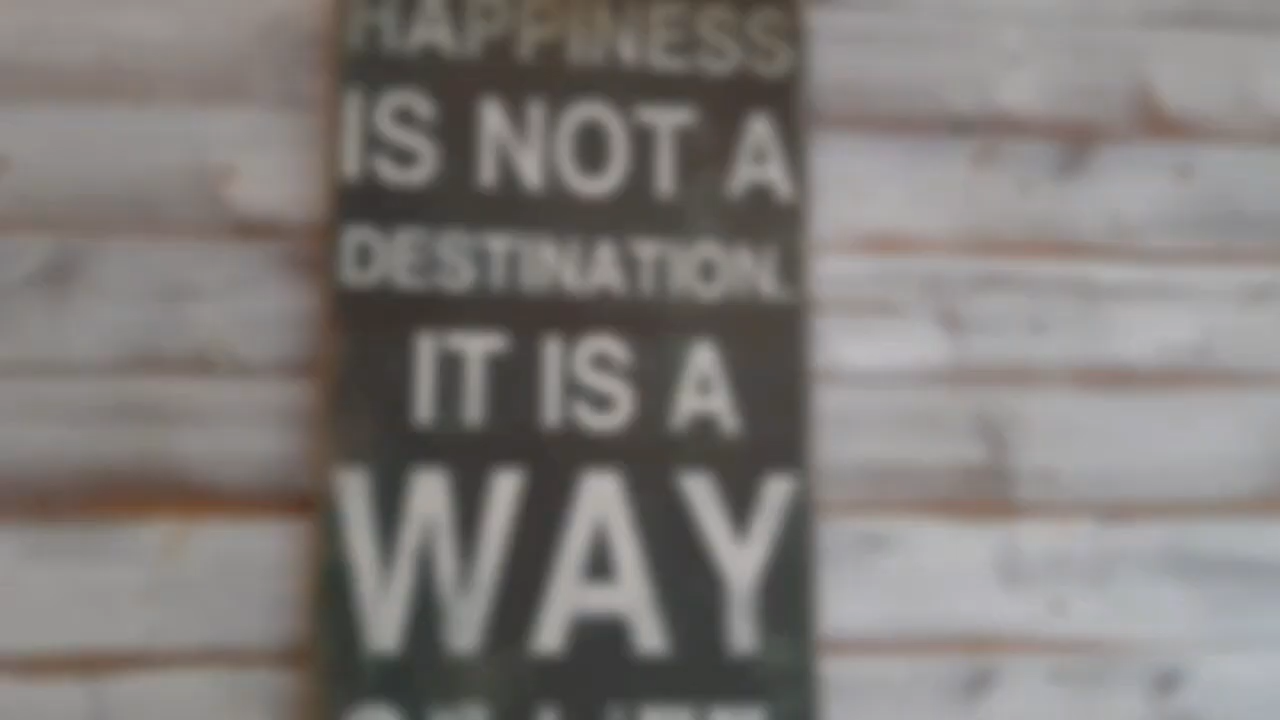 HAPPINESS
IS NOT A
DESTINATION.
IT IS A
WAY